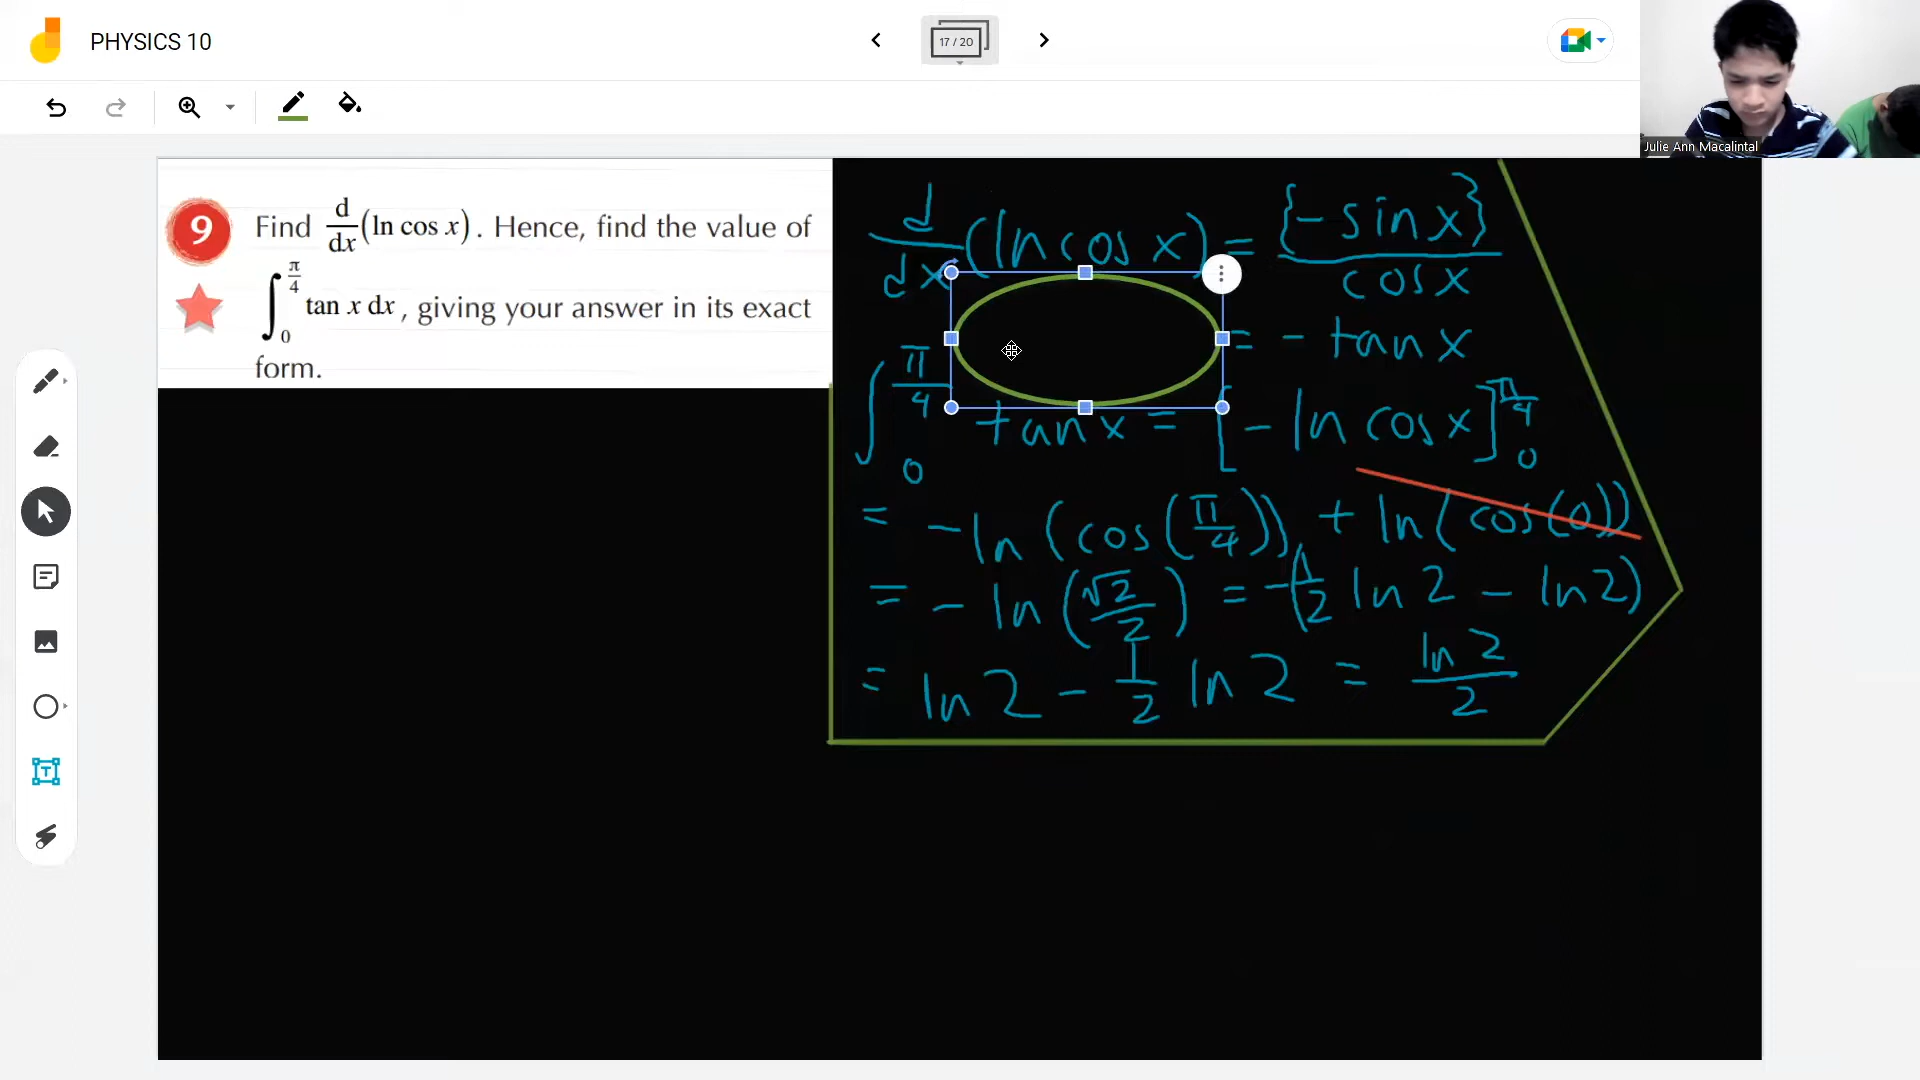 PHYSICS 10
17 / 20
Julie Ann Macalintal
9 Find d/dx (ln cos x). Hence, find the value of
∫₀^(π/4) tan x dx, giving your answer in its exact
form.
d/dx (ln cos x) = {-sin x}/cos x
= - tan x
∫₀^(π/4) tan x = [- ln cos x]₀^(π/4)
= -ln (cos(π/4)) + ln (cos(0))
= - ln (√2/2) = -(1/2 ln 2 - ln 2)
= ln 2 - 1/2 ln 2 = ln 2/2
T